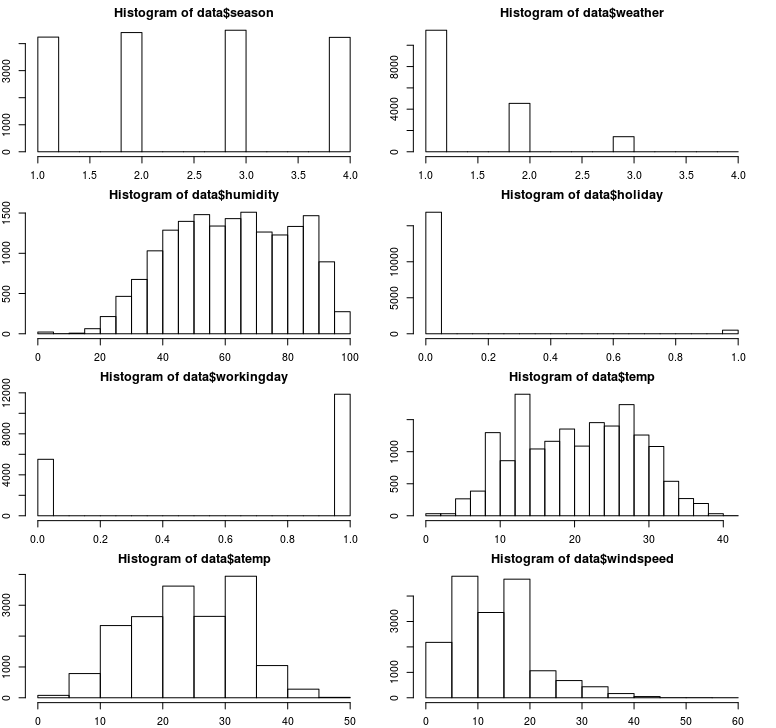 Histogram of data$season
Histogram of data$weather
1000 3000
0
1.0 1.5 2.0 2.5 3.0 3.5 4.0
0 4000 8000
1.0 1.5 2.0 2.5 3.0 3.5 4.0
Histogram of data$humidity
Histogram of data$holiday
0 500 1000 1500
0 20 40 60 80 100
0 5000 10000
0.0 0.2 0.4 0.6 0.8 1.0
Histogram of data$workingday
Histogram of data$temp
0 4000 8000 12000
0.0 0.2 0.4 0.6 0.8 1.0
0 500 1000
0 10 20 30 40
Histogram of data$atemp
Histogram of data$windspeed
0 1000 3000
0 10 20 30 40 50
0 1000 3000
0 10 20 30 40 50 60